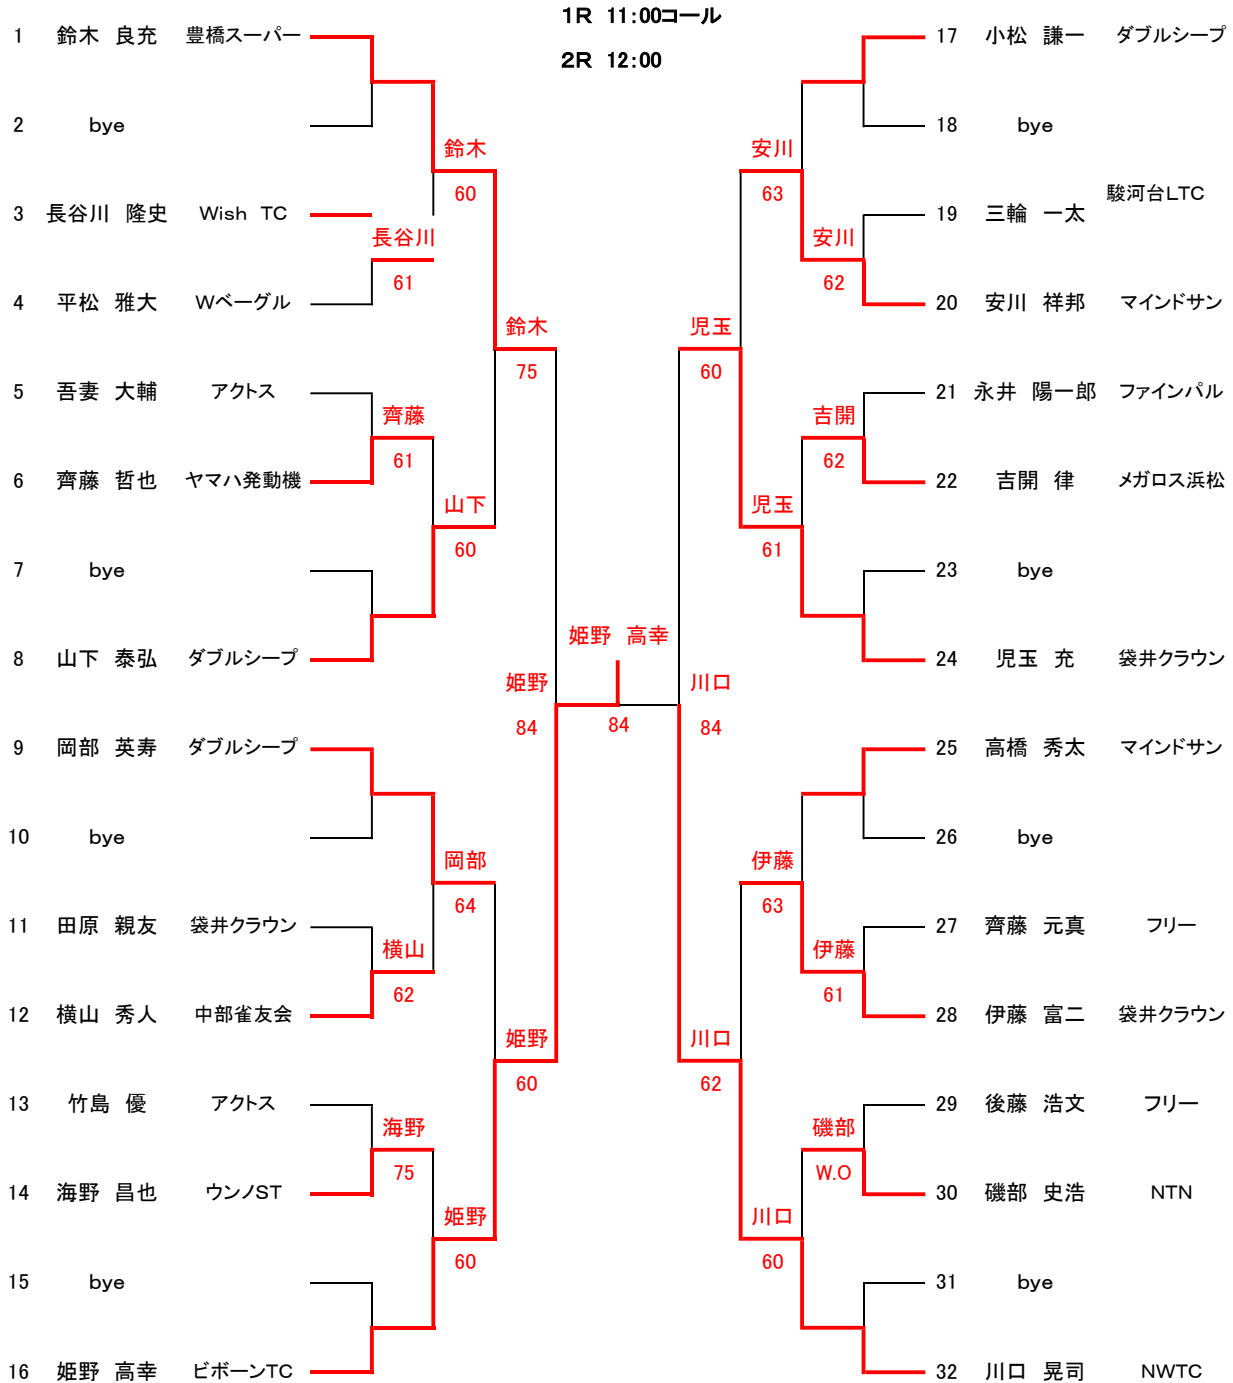 1R 11:00コール
2R 12:00
1 鈴木 良充 豊橋スーパー
2 bye
3 長谷川 隆史 Wish TC
4 平松 雅大 Wベーグル
5 吾妻 大輔 アクトス
6 齊藤 哲也 ヤマハ発動機
7 bye
8 山下 泰弘 ダブルシープ
9 岡部 英寿 ダブルシープ
10 bye
11 田原 親友 袋井クラウン
12 横山 秀人 中部雀友会
13 竹島 優 アクトス
14 海野 昌也 ウンノST
15 bye
16 姫野 高幸 ビボーンTC
長谷川
61
齊藤
61
横山
62
海野
75
鈴木
60
山下
60
岡部
64
姫野
60
鈴木
75
姫野
60
姫野
84
姫野 高幸
84
川口
84
児玉
60
川口
62
安川
63
児玉
61
伊藤
63
川口
60
安川
62
吉開
62
伊藤
61
磯部
W.O
17 小松 謙一 ダブルシープ
18 bye
19 三輪 一太 駿河台LTC
20 安川 祥邦 マインドサン
21 永井 陽一郎 ファインパル
22 吉開 律 メガロス浜松
23 bye
24 児玉 充 袋井クラウン
25 高橋 秀太 マインドサン
26 bye
27 齊藤 元真 フリー
28 伊藤 富二 袋井クラウン
29 後藤 浩文 フリー
30 磯部 史浩 NTN
31 bye
32 川口 晃司 NWTC